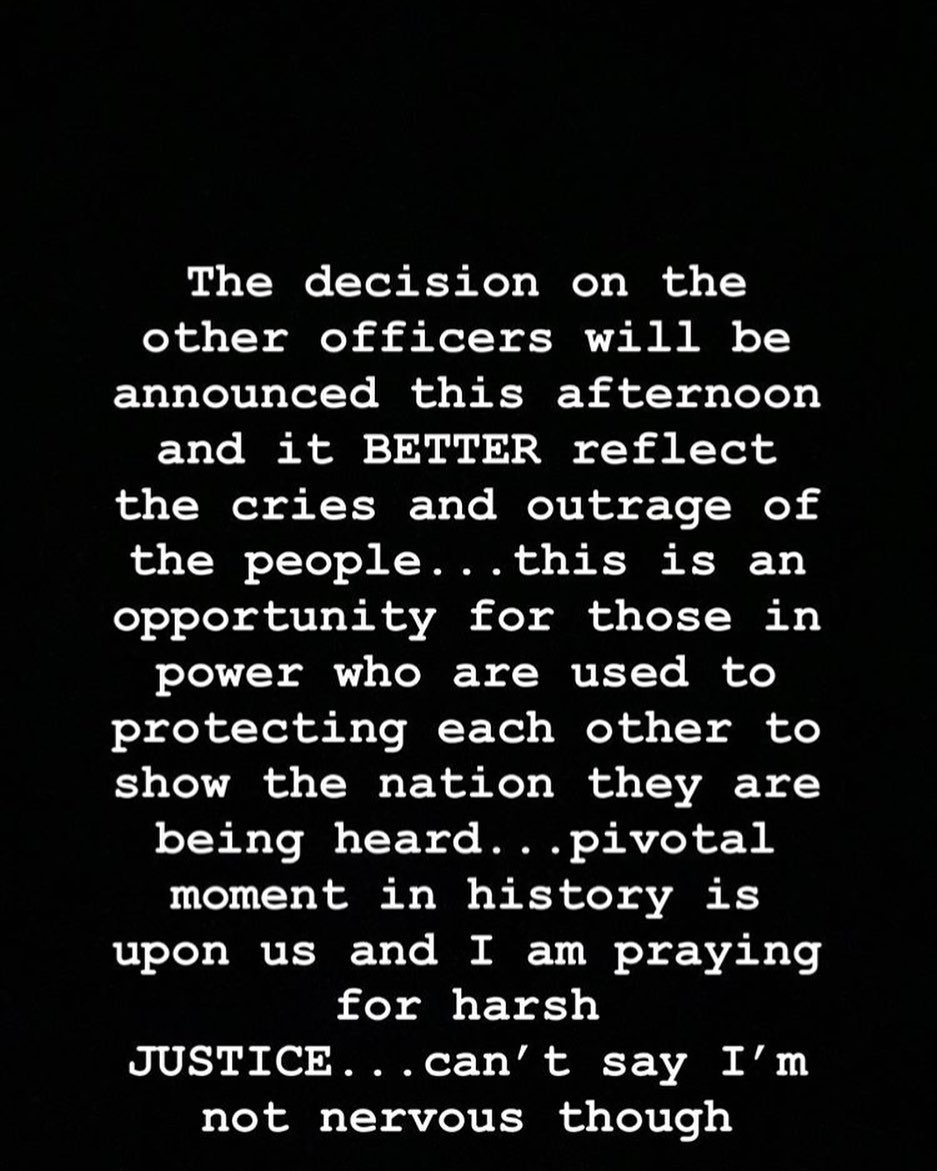 The decision on the
other officers will be
announced this afternoon
and it BETTER reflect
the cries and outrage of
the people...this is an
opportunity for those in
power who are used to
protecting each other to
show the nation they are
being heard...pivotal
moment in history is
upon us and I am praying
for harsh
JUSTICE...can’t say I’m
not nervous though